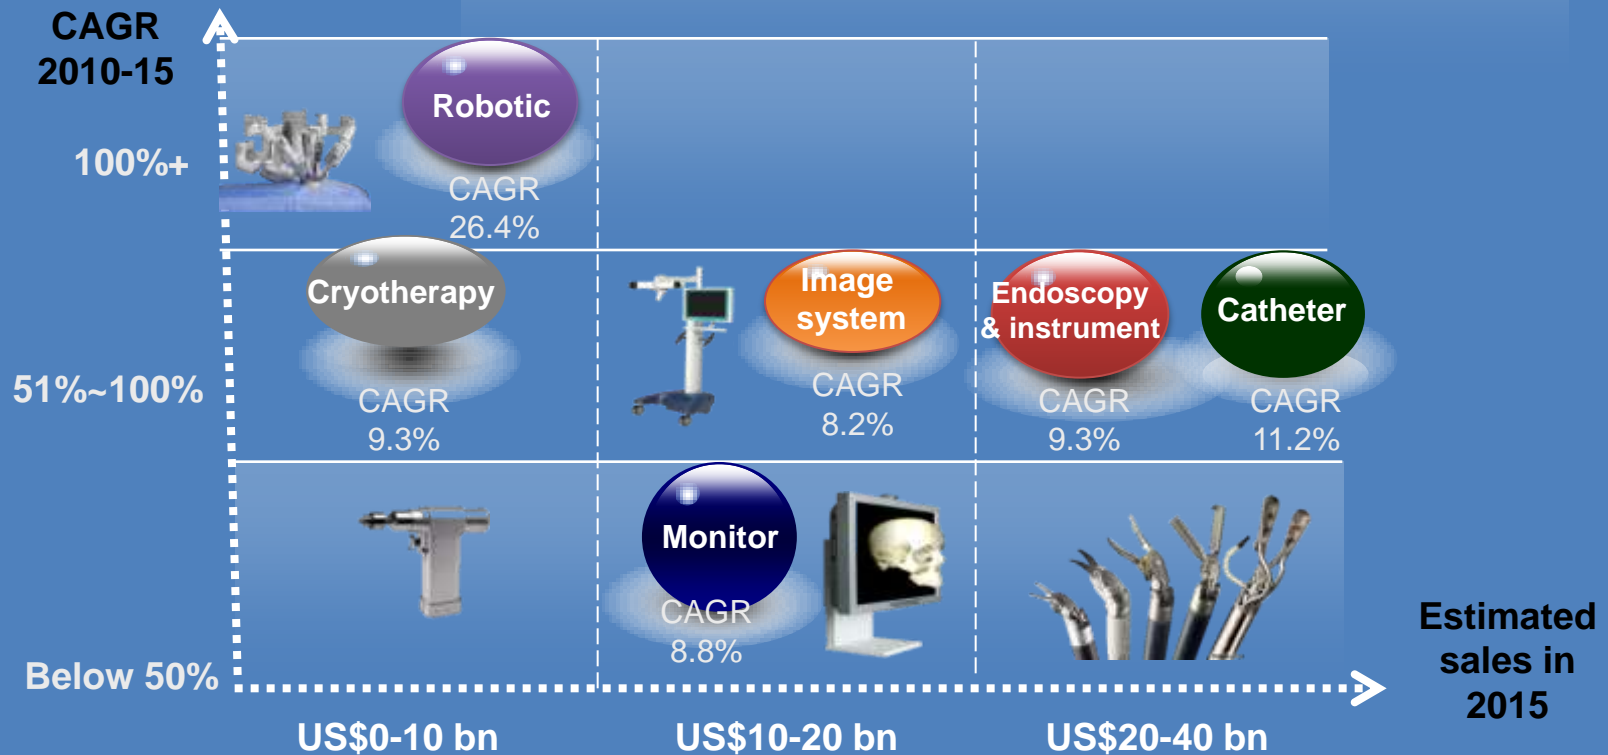 CAGR
2010-15
100%+
Robotic
CAGR
26.4%
51%~100%
Cryotherapy
CAGR
9.3%
Image
system
CAGR
8.2%
Endoscopy
& instrument
CAGR
9.3%
Catheter
CAGR
11.2%
Below 50%
Monitor
CAGR
8.8%
Estimated
sales in
2015
US$0-10 bn
US$10-20 bn
US$20-40 bn